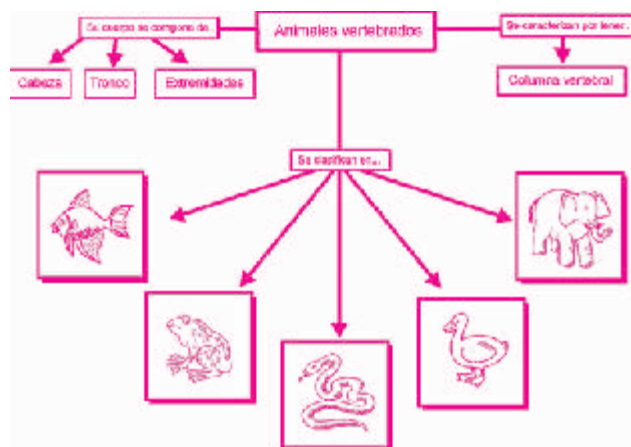 Animales vertebrados
Su cuerpo se compone de
Se caracterizan por tener...
Cabeza
Tronco
Extremidades
Columna vertebral
Se clasifican en...